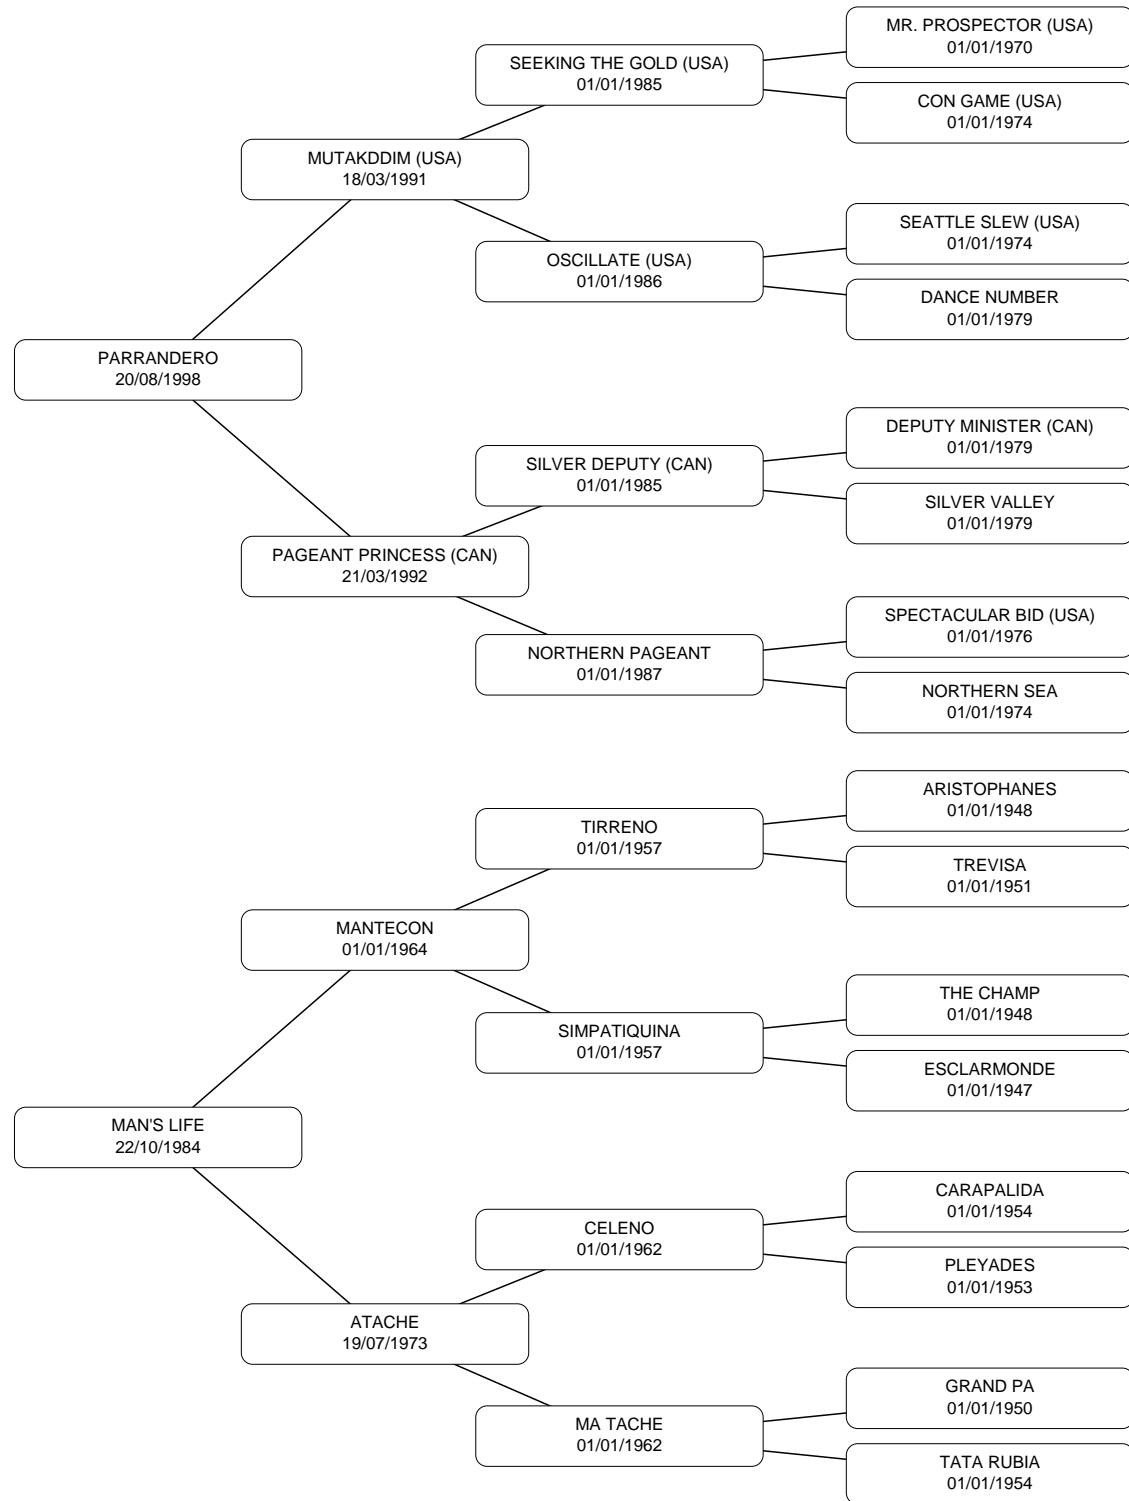 MR. PROSPECTOR (USA)
01/01/1970
SEEKING THE GOLD (USA)
01/01/1985
CON GAME (USA)
01/01/1974
MUTAKDDIM (USA)
18/03/1991
SEATTLE SLEW (USA)
01/01/1974
OSCILLATE (USA)
01/01/1986
DANCE NUMBER
01/01/1979
PARRANDERO
20/08/1998
DEPUTY MINISTER (CAN)
01/01/1979
SILVER DEPUTY (CAN)
01/01/1985
SILVER VALLEY
01/01/1979
PAGEANT PRINCESS (CAN)
21/03/1992
SPECTACULAR BID (USA)
01/01/1976
NORTHERN PAGEANT
01/01/1987
NORTHERN SEA
01/01/1974
ARISTOPHANES
01/01/1948
TIRRENO
01/01/1957
TREVISA
01/01/1951
MANTECON
01/01/1964
THE CHAMP
01/01/1948
SIMPATIQUINA
01/01/1957
ESCLARMONDE
01/01/1947
MAN'S LIFE
22/10/1984
CARAPALIDA
01/01/1954
CELENO
01/01/1962
PLEYADES
01/01/1953
ATACHE
19/07/1973
GRAND PA
01/01/1950
MA TACHE
01/01/1962
TATA RUBIA
01/01/1954